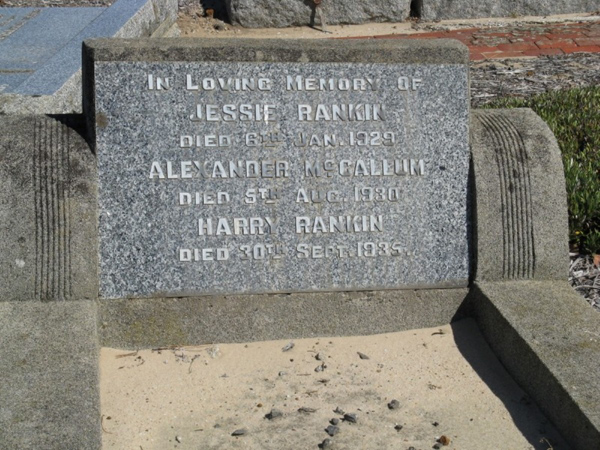 IN LOVING MEMORY OF
JESSIE RANKIN
DIED 6TH JAN. 1929
ALEXANDER McCALLUM
DIED 5TH AUG. 1930
HARRY RANKIN
DIED 30TH SEPT. 1935.